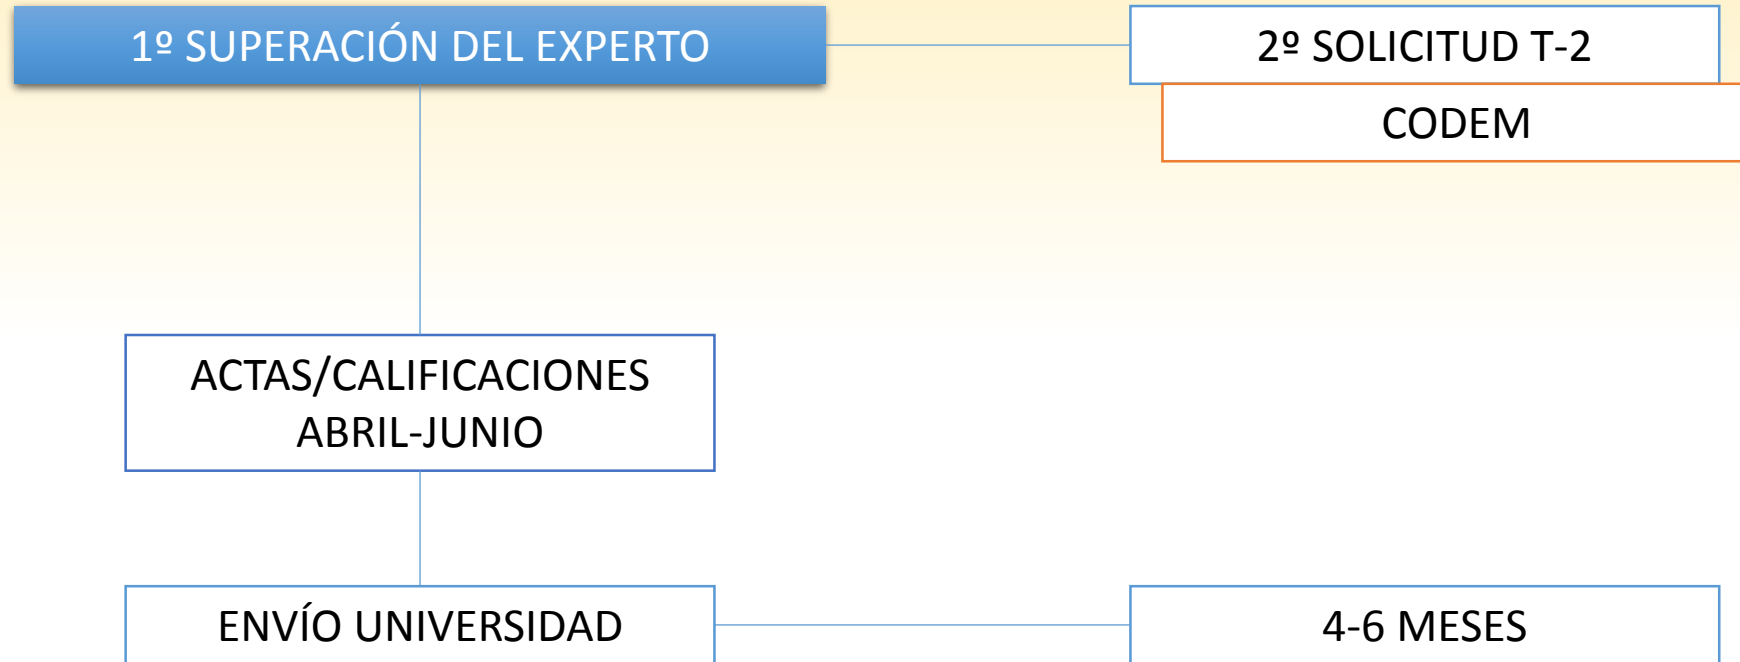 1º SUPERACIÓN DEL EXPERTO
2º SOLICITUD T-2
CODEM
ACTAS/CALIFICACIONES
ABRIL-JUNIO
ENVÍO UNIVERSIDAD
4-6 MESES